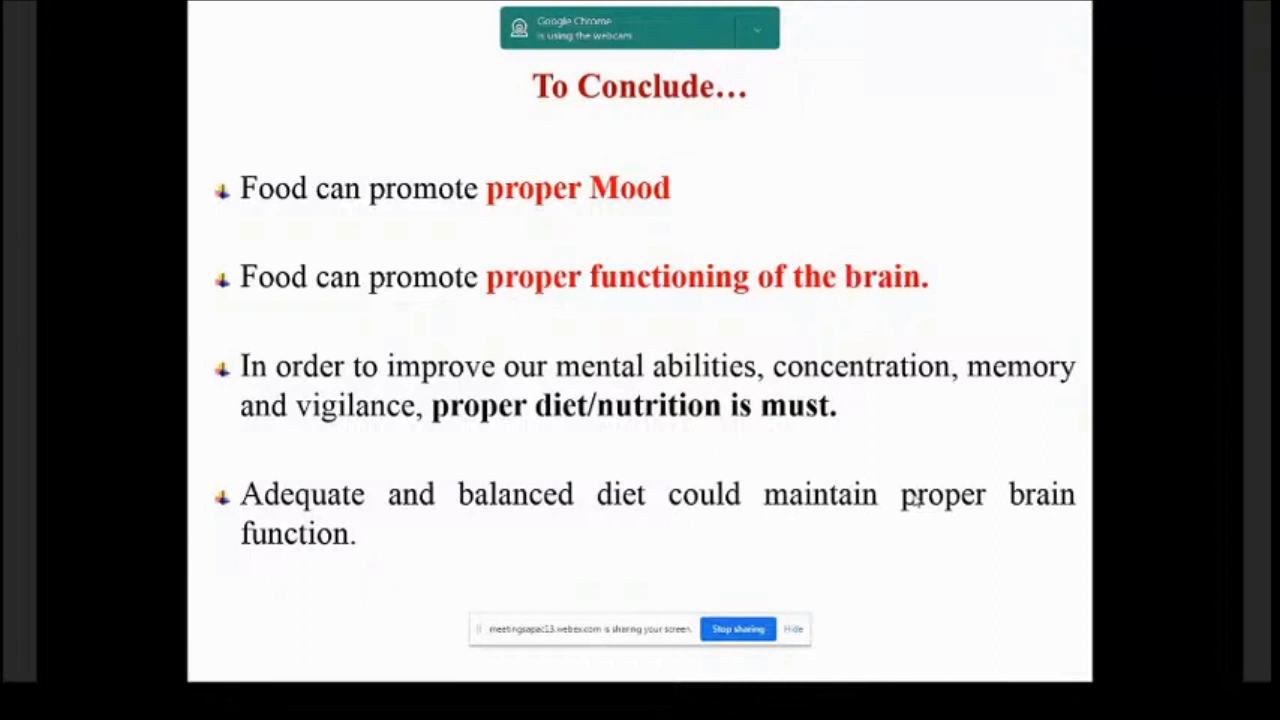 Google Chrome
is using the webcam
To Conclude…
Food can promote proper Mood
Food can promote proper functioning of the brain.
In order to improve our mental abilities, concentration, memory
and vigilance, proper diet/nutrition is must.
Adequate and balanced diet could maintain proper brain
function.
meetingsapac13.webex.com is sharing your screen. Stop sharing Hide